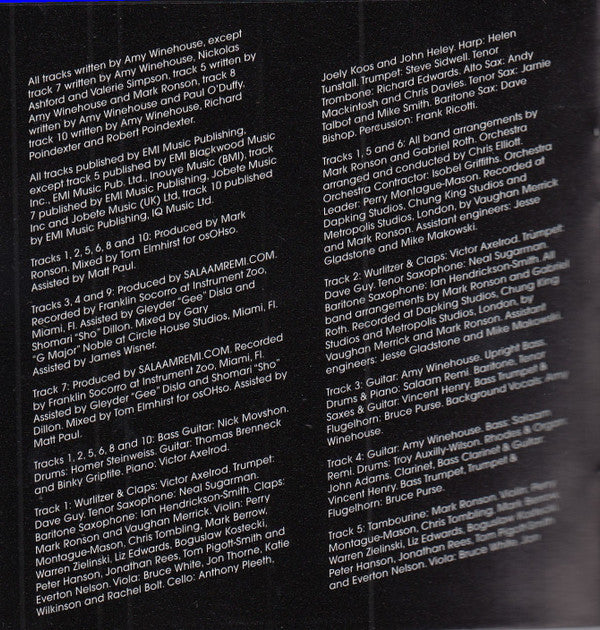 All tracks written by Amy Winehouse, except
track 7 written by Amy Winehouse, Nickolas
Ashford and Valerie Simpson, track 5 written by
Amy Winehouse and Mark Ronson, track 8
written by Amy Winehouse and Paul O'Duffy,
track 10 written by Amy Winehouse, Richard
Poindexter and Robert Poindexter.
All tracks published by EMI Music Publishing,
except track 5 published by EMI Blackwood Music
Inc., EMI Music Pub. Ltd., Inouye Music (BMI), track
7 published by EMI Music Publishing, Jobete Music
Inc and Jobete Music (UK) Ltd, track 10 published
by EMI Music Publishing, IQ Music Ltd.
Tracks 1, 2, 5, 6, 8 and 10: Produced by Mark
Ronson. Mixed by Tom Elmhirst for osOHso.
Assisted by Matt Paul.
Tracks 3, 4 and 9: Produced by SALAAMREMI.COM.
Recorded by Franklin Socorro at Instrument Zoo,
Miami, Fl. Assisted by Gleyder "Gee" Disla and
Shomari "Sho" Dillon. Mixed by Gary
"G Major" Noble at Circle House Studios, Miami, Fl.
Assisted by James Wisner.
Track 7: Produced by SALAAMREMI.COM. Recorded
by Franklin Socorro at Instrument Zoo, Miami, Fl.
Assisted by Gleyder "Gee" Disla and Shomari "Sho"
Dillon. Mixed by Tom Elmhirst for osOHso. Assisted by
Matt Paul.
Tracks 1, 2, 5, 6, 8 and 10: Bass Guitar: Nick Movshon.
Drums: Homer Steinweiss. Guitar: Thomas Brenneck
and Binky Griptite. Piano: Victor Axelrod.
Track 1: Wurlitzer & Claps: Victor Axelrod. Trumpet:
Dave Guy. Tenor Saxophone: Neal Sugarman.
Baritone Saxophone: Ian Hendrickson-Smith. Claps:
Mark Ronson and Vaughan Merrick. Violin: Perry
Montague-Mason, Chris Tombling, Mark Berrow,
Warren Zielinski, Liz Edwards, Boguslaw Kostecki,
Peter Hanson, Jonathan Rees, Tom Pigott-Smith and
Everton Nelson. Viola: Bruce White, Jon Thorne, Katie
Wilkinson and Rachel Bolt. Cello: Anthony Pleeth,
Joely Koos and John Heley. Harp: Helen
Tunstall. Trumpet: Steve Sidwell. Tenor
Trombone: Richard Edwards. Alto Sax: Andy
Mackintosh and Chris Davies. Tenor Sax: Jamie
Talbot and Mike Smith. Baritone Sax: Dave
Bishop. Percussion: Frank Ricotti.
Tracks 1, 5 and 6: All band arrangements by
Mark Ronson and Gabriel Roth. Orchestra
arranged and conducted by Chris Elliott.
Orchestra Contractor: Isobel Griffiths. Orchestra
Leader: Perry Montague-Mason. Recorded at
Dapking Studios, Chung King Studios and
Metropolis Studios, London, by Vaughan Merrick
and Mark Ronson. Assistant engineers: Jesse
Gladstone and Mike Makowski.
Track 2: Wurlitzer & Claps: Victor Axelrod. Trumpet:
Dave Guy. Tenor Saxophone: Neal Sugarman.
Baritone Saxophone: Ian Hendrickson-Smith. All
band arrangements by Mark Ronson and Gabriel
Roth. Recorded at Dapking Studios, Chung King
Studios and Metropolis Studios, London, by
Vaughan Merrick and Mark Ronson. Assistant
engineers: Jesse Gladstone and Mike Makowski.
Track 3: Guitar: Amy Winehouse. Upright Bass,
Drums & Piano: Salaam Remi. Baritone, Tenor
Saxes & Guitar: Vincent Henry. Bass Trumpet &
Flugelhorn: Bruce Purse. Background Vocals: Amy
Winehouse.
Track 4: Guitar: Amy Winehouse. Bass: Salaam
Remi. Drums: Troy Auxilly-Wilson. Rhodes & Organ:
John Adams. Clarinet, Bass Clarinet & Guitar:
Vincent Henry. Bass Trumpet, Trumpet &
Flugelhorn: Bruce Purse.
Track 5: Tambourine: Mark Ronson. Violin: Perry
Montague-Mason, Chris Tombling, Mark Berrow,
Warren Zielinski, Liz Edwards, Boguslaw Kostecki,
Peter Hanson, Jonathan Rees, Tom Pigott-Smith
and Everton Nelson. Viola: Bruce White, Jon